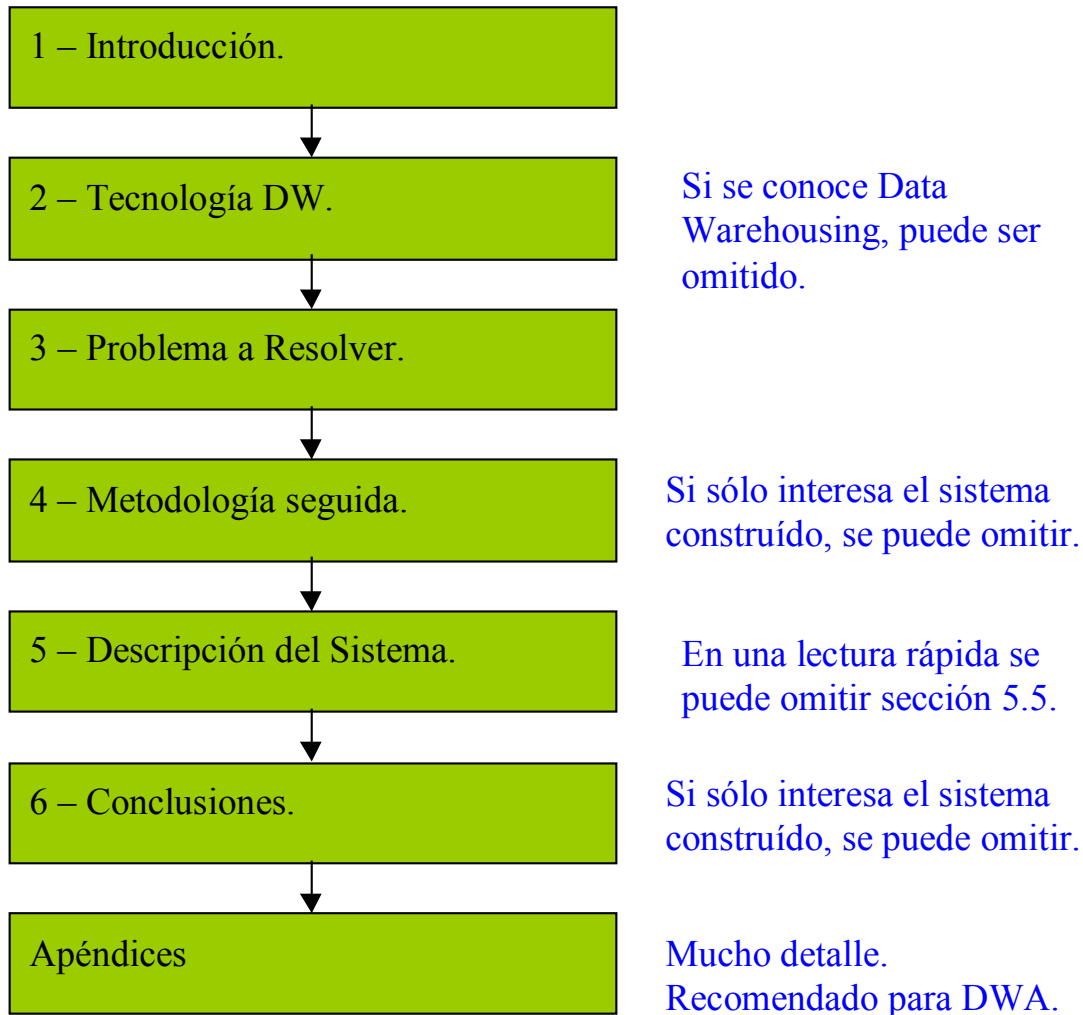 1 – Introducción.
2 – Tecnología DW.
Si se conoce Data
Warehousing, puede ser
omitido.
3 – Problema a Resolver.
4 – Metodología seguida.
Si sólo interesa el sistema
construído, se puede omitir.
5 – Descripción del Sistema.
En una lectura rápida se
puede omitir sección 5.5.
6 – Conclusiones.
Si sólo interesa el sistema
construído, se puede omitir.
Apéndices
Mucho detalle.
Recomendado para DWA.